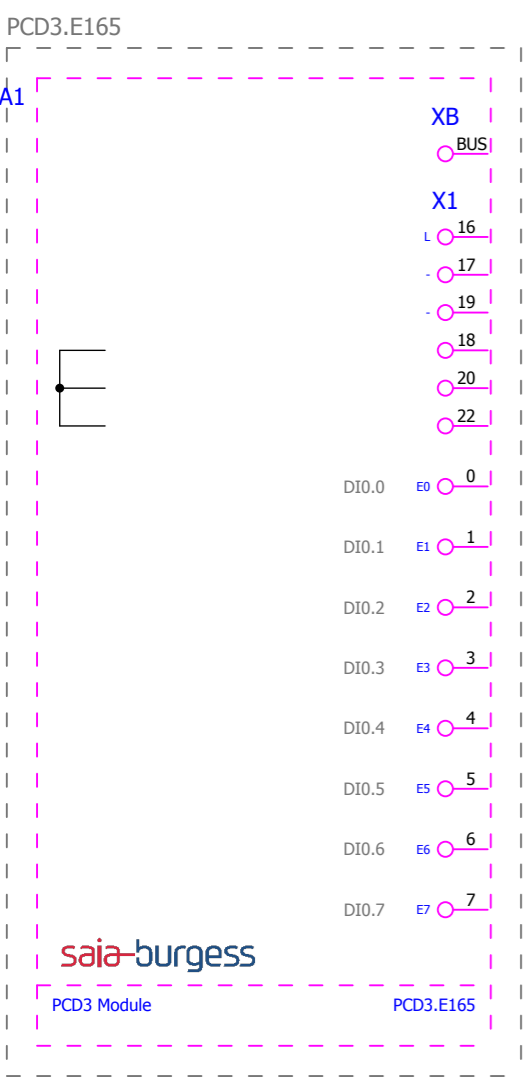 PCD3.E165
A1
XB
BUS
X1
L 16
- 17
- 19
18
20
22
DI0.0 E0 0
DI0.1 E1 1
DI0.2 E2 2
DI0.3 E3 3
DI0.4 E4 4
DI0.5 E5 5
DI0.6 E6 6
DI0.7 E7 7
saia-burgess
PCD3 Module PCD3.E165